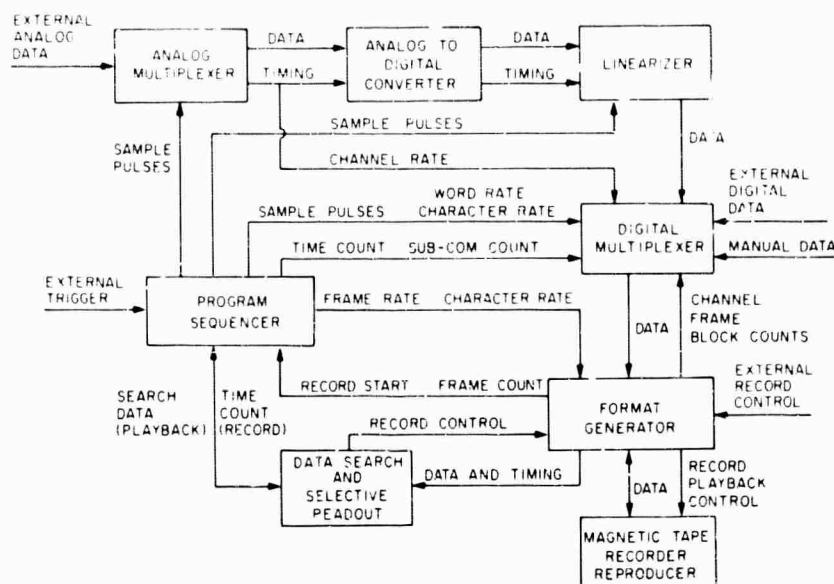 EXTERNAL
ANALOG
DATA
ANALOG
MULTIPLEXER
DATA
TIMING
ANALOG TO
DIGITAL
CONVERTER
DATA
TIMING
LINEARIZER
SAMPLE
PULSES
SAMPLE PULSES
CHANNEL RATE
DATA
EXTERNAL
DIGITAL
DATA
WORD RATE
SAMPLE PULSES CHARACTER RATE
DIGITAL
MULTIPLEXER
MANUAL DATA
TIME COUNT SUB-COM COUNT
EXTERNAL
TRIGGER
PROGRAM
SEQUENCER
FRAME RATE CHARACTER RATE
DATA
CHANNEL
FRAME
BLOCK COUNTS
RECORD START FRAME COUNT
EXTERNAL
RECORD
CONTROL
FORMAT
GENERATOR
SEARCH
DATA
(PLAYBACK)
TIME
COUNT
(RECORD)
RECORD CONTROL
DATA SEARCH
AND
SELECTIVE
READOUT
DATA AND TIMING
DATA
RECORD
PLAYBACK
CONTROL
MAGNETIC TAPE
RECORDER
REPRODUCER